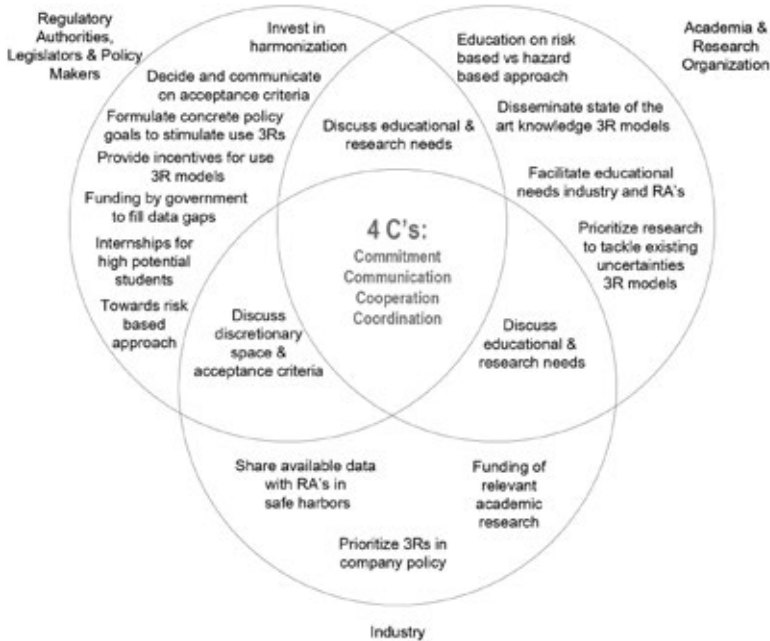 Regulatory
Authorities,
Legislators & Policy
Makers
Invest in
harmonization
Decide and communicate
on acceptance criteria
Formulate concrete policy
goals to stimulate use 3Rs
Provide incentives for use
3R models
Funding by government
to fill data gaps
Internships for
high potential
students
Towards risk
based
approach
Discuss educational &
research needs
Education on risk
based vs hazard
based approach
Academia &
Research
Organization
Disseminate state of the
art knowledge 3R models
Facilitate educational
needs industry and RA's
Prioritize research
to tackle existing
uncertainties
3R models
4 C's:
Commitment
Communication
Cooperation
Coordination
Discuss
discretionary
space &
acceptance criteria
Discuss
educational &
research needs
Share available data
with RA's in
safe harbors
Funding of
relevant
academic
research
Prioritize 3Rs in
company policy
Industry